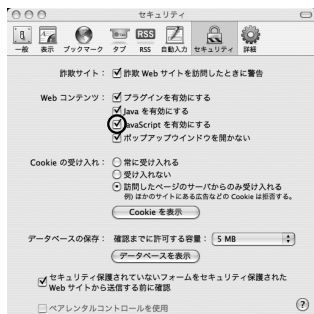 セキュリティ
RSS
一般 表示 ブックマーク タブ RSS 自動入力 セキュリティ 詳細
詐欺サイト： 詐欺 Web サイトを訪問したときに警告
Web コンテンツ： プラグインを有効にする
Java を有効にする
JavaScript を有効にする
ポップアップウインドウを開かない
Cookie の受け入れ： 常に受け入れる
受け入れない
訪問したページのサーバからのみ受け入れる
例) ほかのサイトにある広告などの Cookie は拒否する。
Cookie を表示
データベースの保存： 確認までに許可する容量： 5 MB
データベースを表示
セキュリティ保護されていないフォームをセキュリティ保護された
Web サイトから送信する前に確認
ペアレンタルコントロールを使用
?